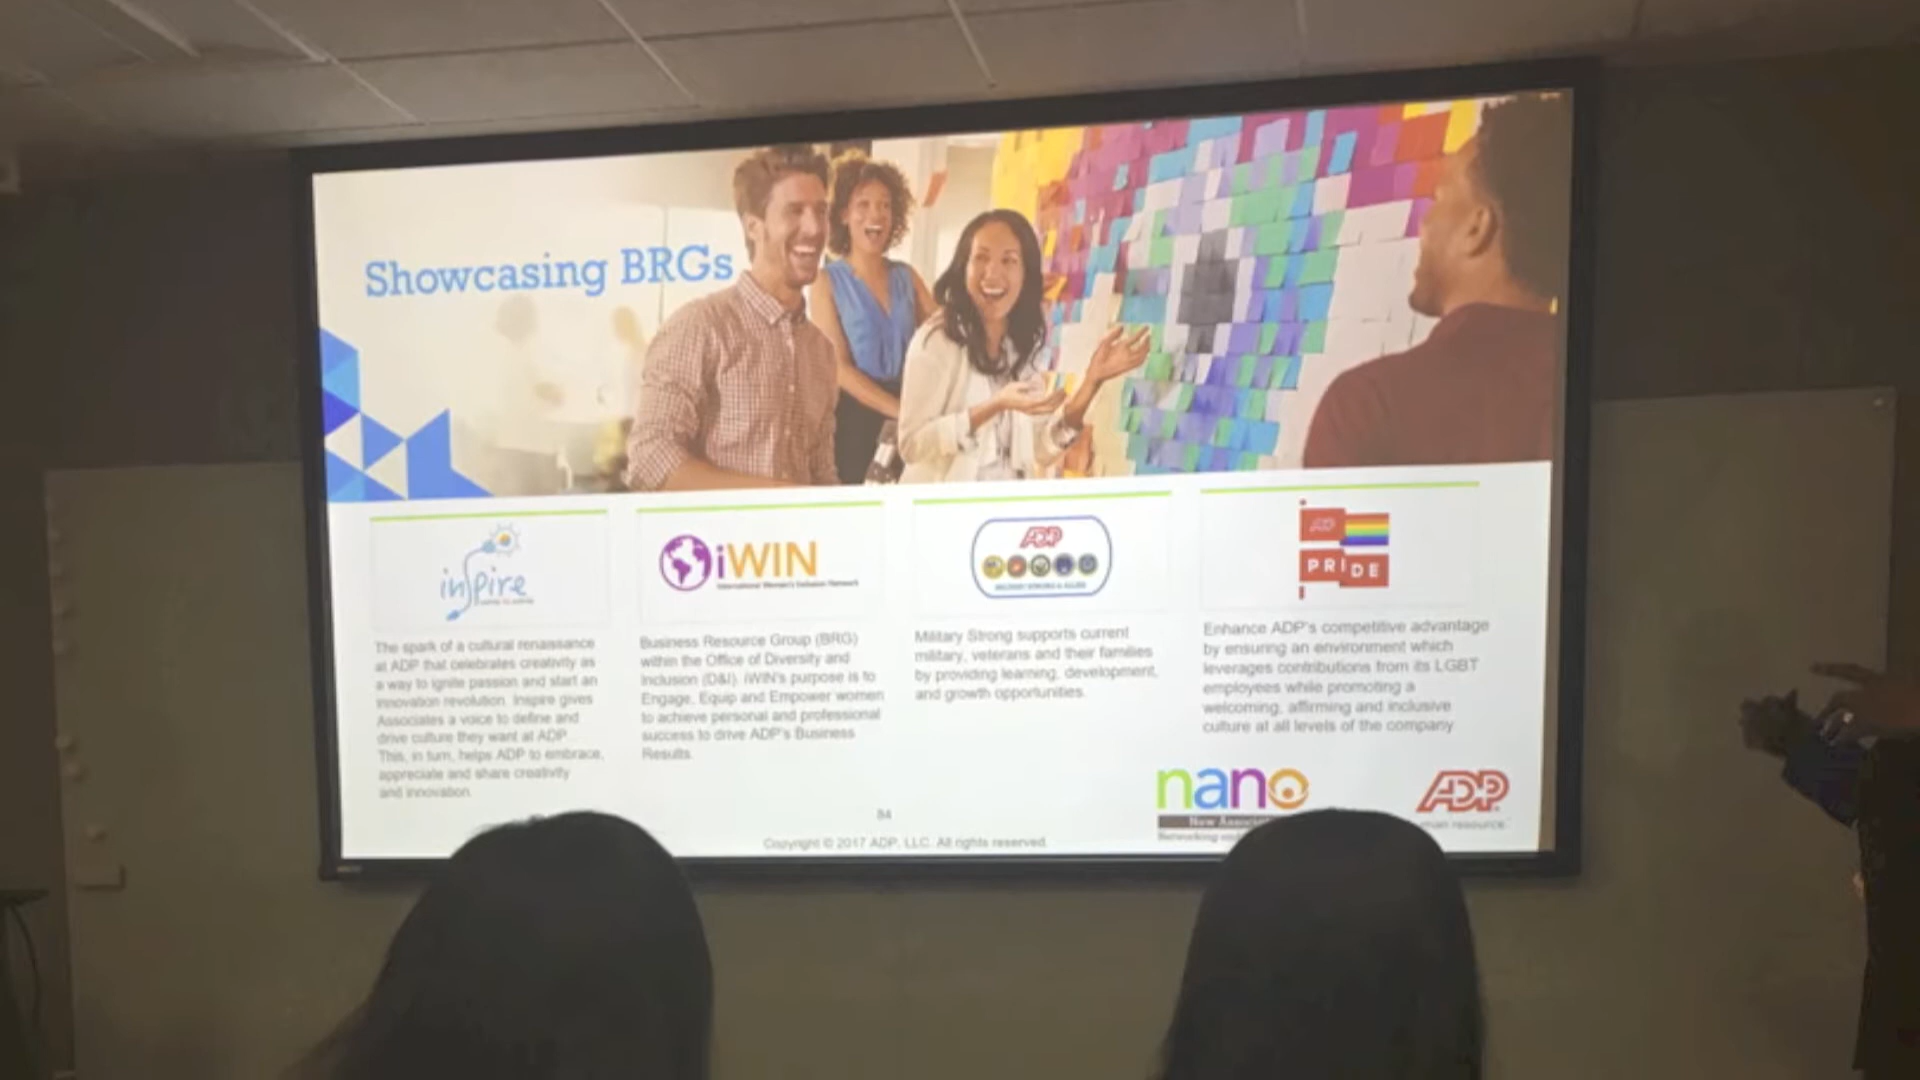 Showcasing BRGs
inspire
iWIN
International Women's Inclusion Network
ADP
MILITARY STRONG & ALLIES
ADP
PRIDE
The spark of a cultural renaissance
at ADP that celebrates creativity as
a way to ignite passion and start an
innovation revolution. Inspire gives
Associates a voice to define and
drive culture they want at ADP.
This, in turn, helps ADP to embrace,
appreciate and share creativity
and innovation.
Business Resource Group (BRG)
within the Office of Diversity and
Inclusion (D&I). iWIN's purpose is to
Engage, Equip and Empower women
to achieve personal and professional
success to drive ADP's Business
Results.
Military Strong supports current
military, veterans and their families
by providing learning, development,
and growth opportunities.
Enhance ADP's competitive advantage
by ensuring an environment which
leverages contributions from its LGBT
employees while promoting a
welcoming, affirming and inclusive
culture at all levels of the company
nano
New
Networking
ADP
resource.
84
Copyright © 2017 ADP, LLC. All rights reserved.